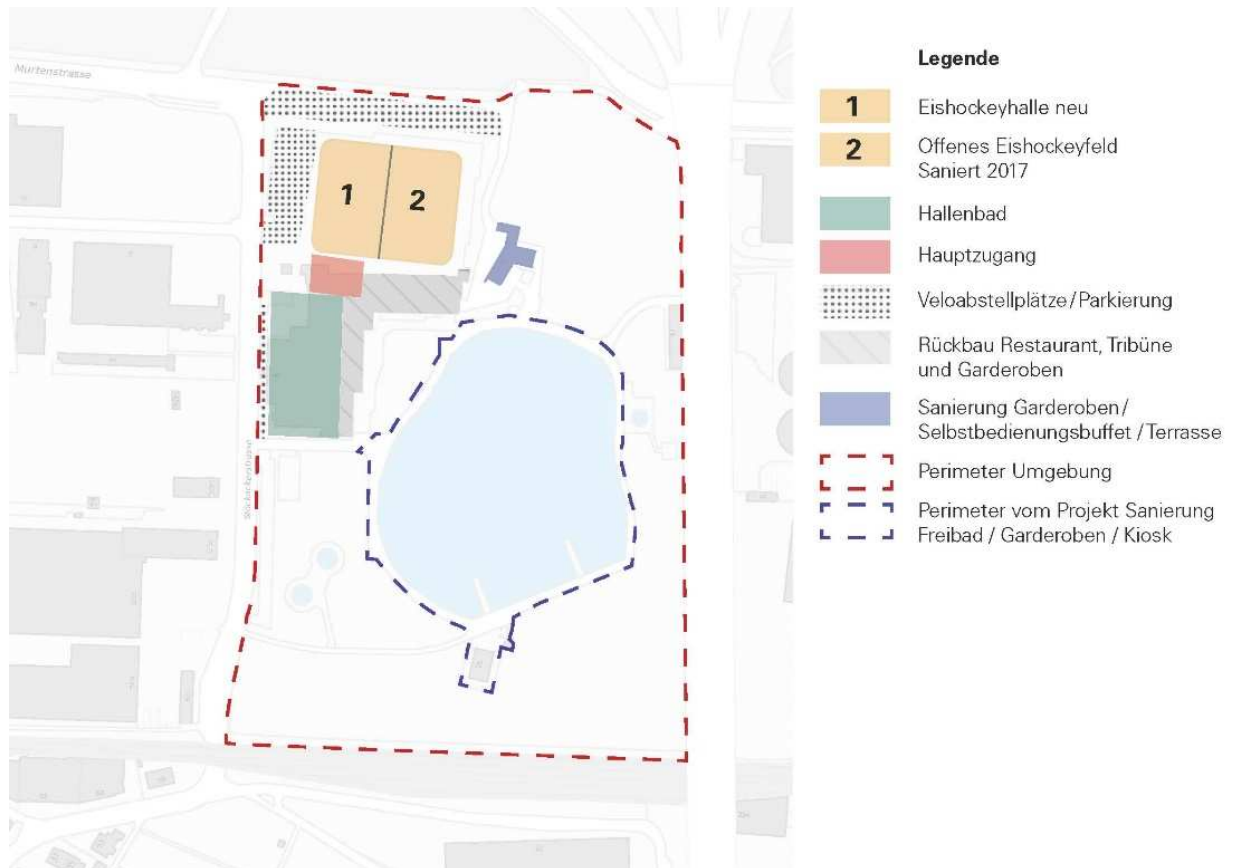 Murtenstrasse
1
2
Stöckackerstrasse
Legende
1 Eishockeyhalle neu
2 Offenes Eishockeyfeld
Saniert 2017
Hallenbad
Hauptzugang
Veloabstellplätze/Parkierung
Rückbau Restaurant, Tribüne
und Garderoben
Sanierung Garderoben/
Selbstbedienungsbuffet/Terrasse
Perimeter Umgebung
Perimeter vom Projekt Sanierung
Freibad / Garderoben / Kiosk